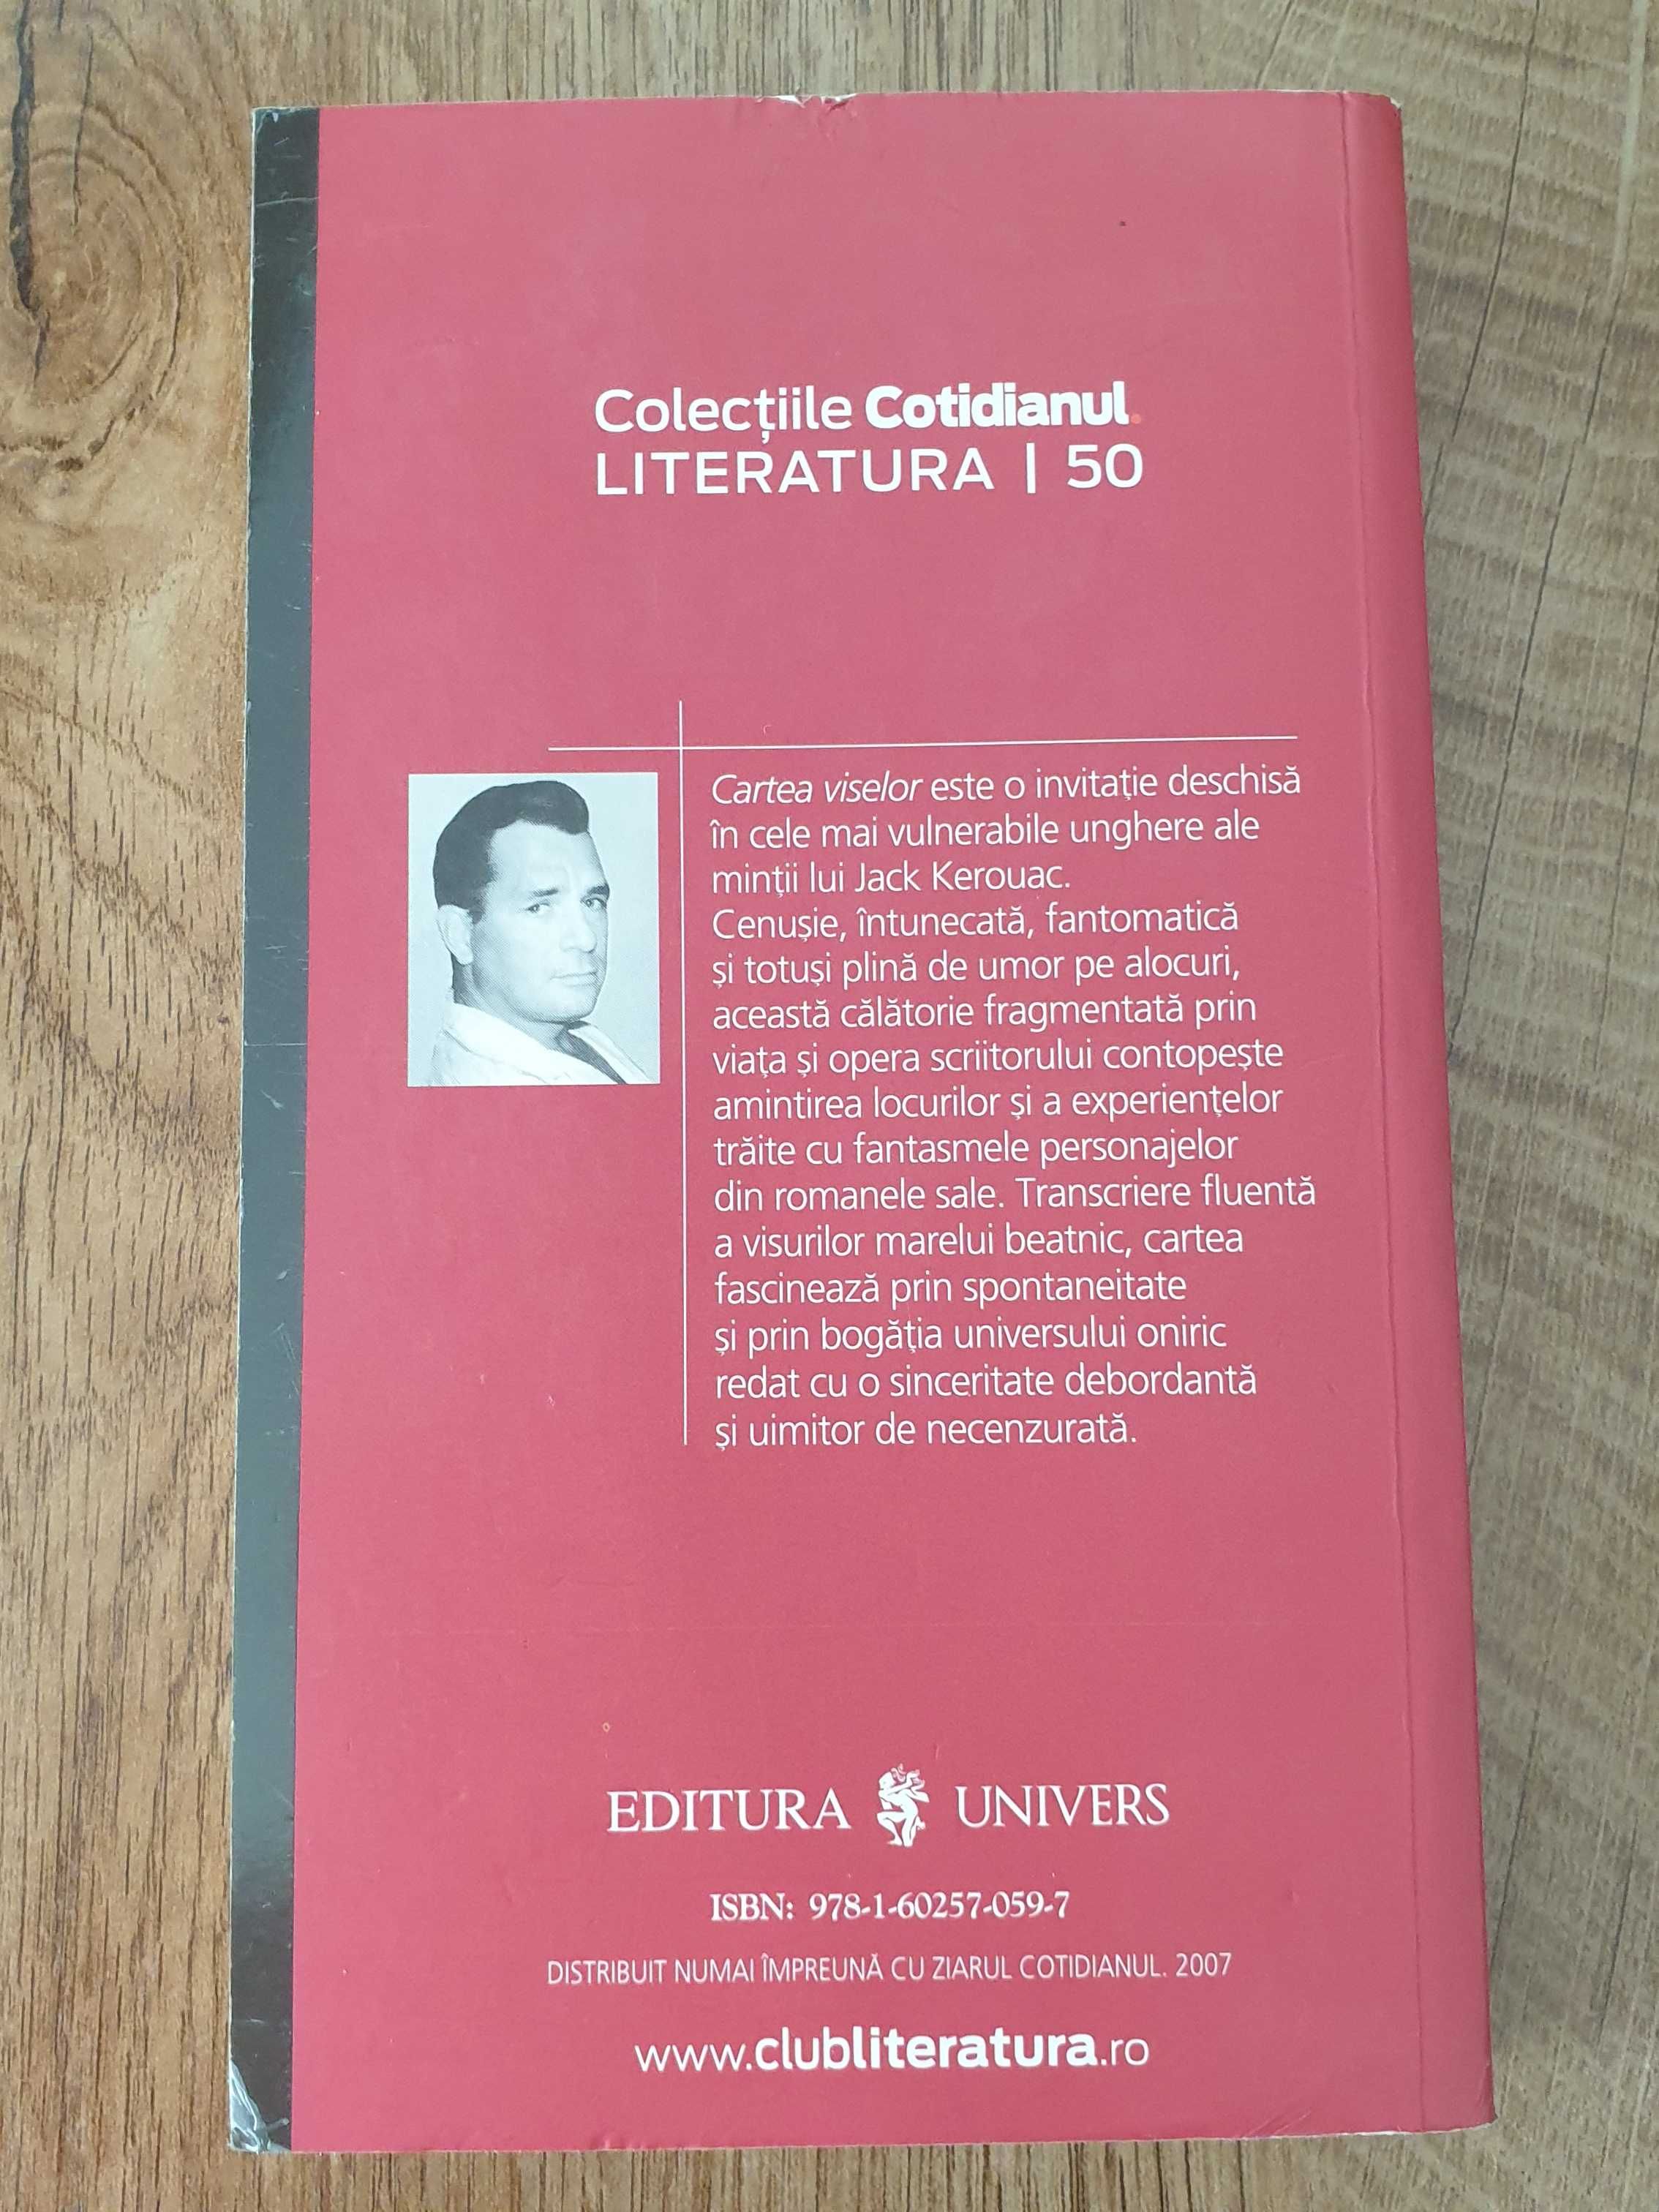 Colecțiile Cotidianul.
LITERATURA | 50
Cartea viselor este o invitație deschisă
în cele mai vulnerabile unghere ale
minții lui Jack Kerouac.
Cenușie, întunecată, fantomatică
și totuși plină de umor pe alocuri,
această călătorie fragmentată prin
viața și opera scriitorului contopește
amintirea locurilor și a experiențelor
trăite cu fantasmele personajelor
din romanele sale. Transcriere fluentă
a visurilor marelui beatnic, cartea
fascinează prin spontaneitate
și prin bogăția universului oniric
redat cu o sinceritate debordantă
și uimitor de necenzurată.
EDITURA UNIVERS
ISBN: 978-1-60257-059-7
DISTRIBUIT NUMAI ÎMPREUNĂ CU ZIARUL COTIDIANUL. 2007
www.clubliteratura.ro